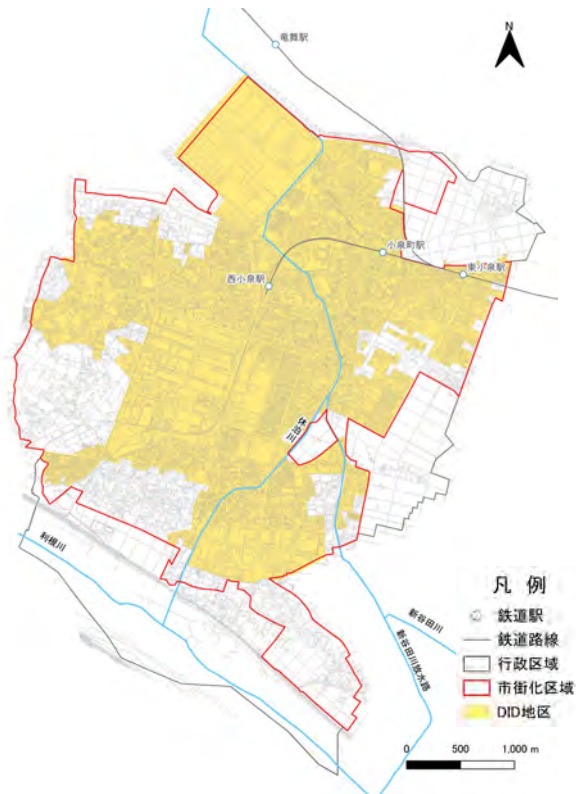 竜舞駅
N
小泉町駅
東小泉駅
西小泉駅
休泊川
利根川
新谷田川
新谷田川放水路
凡 例
鉄道駅
鉄道路線
行政区域
市街化区域
DID地区
0 500 1,000 m